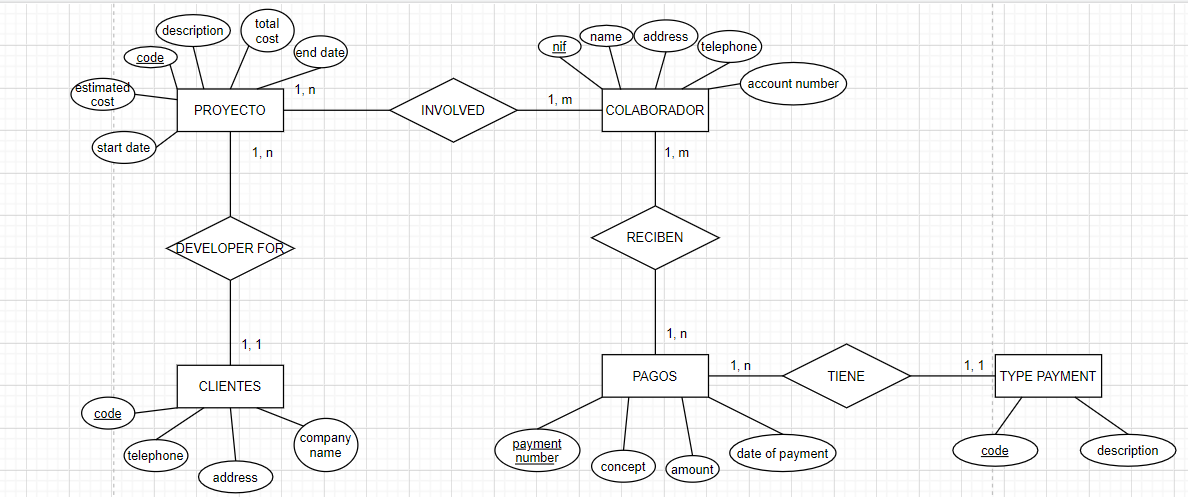 description
total
cost
code
end date
estimated
cost
PROYECTO
1, n
start date
1, n
INVOLVED
1, m
nif
name
address
telephone
account number
COLABORADOR
1, m
DEVELOPER FOR
RECIBEN
1, 1
1, n
CLIENTES
code
telephone
address
company
name
PAGOS
1, n
TIENE
1, 1
TYPE PAYMENT
payment
number
concept
amount
date of payment
code
description